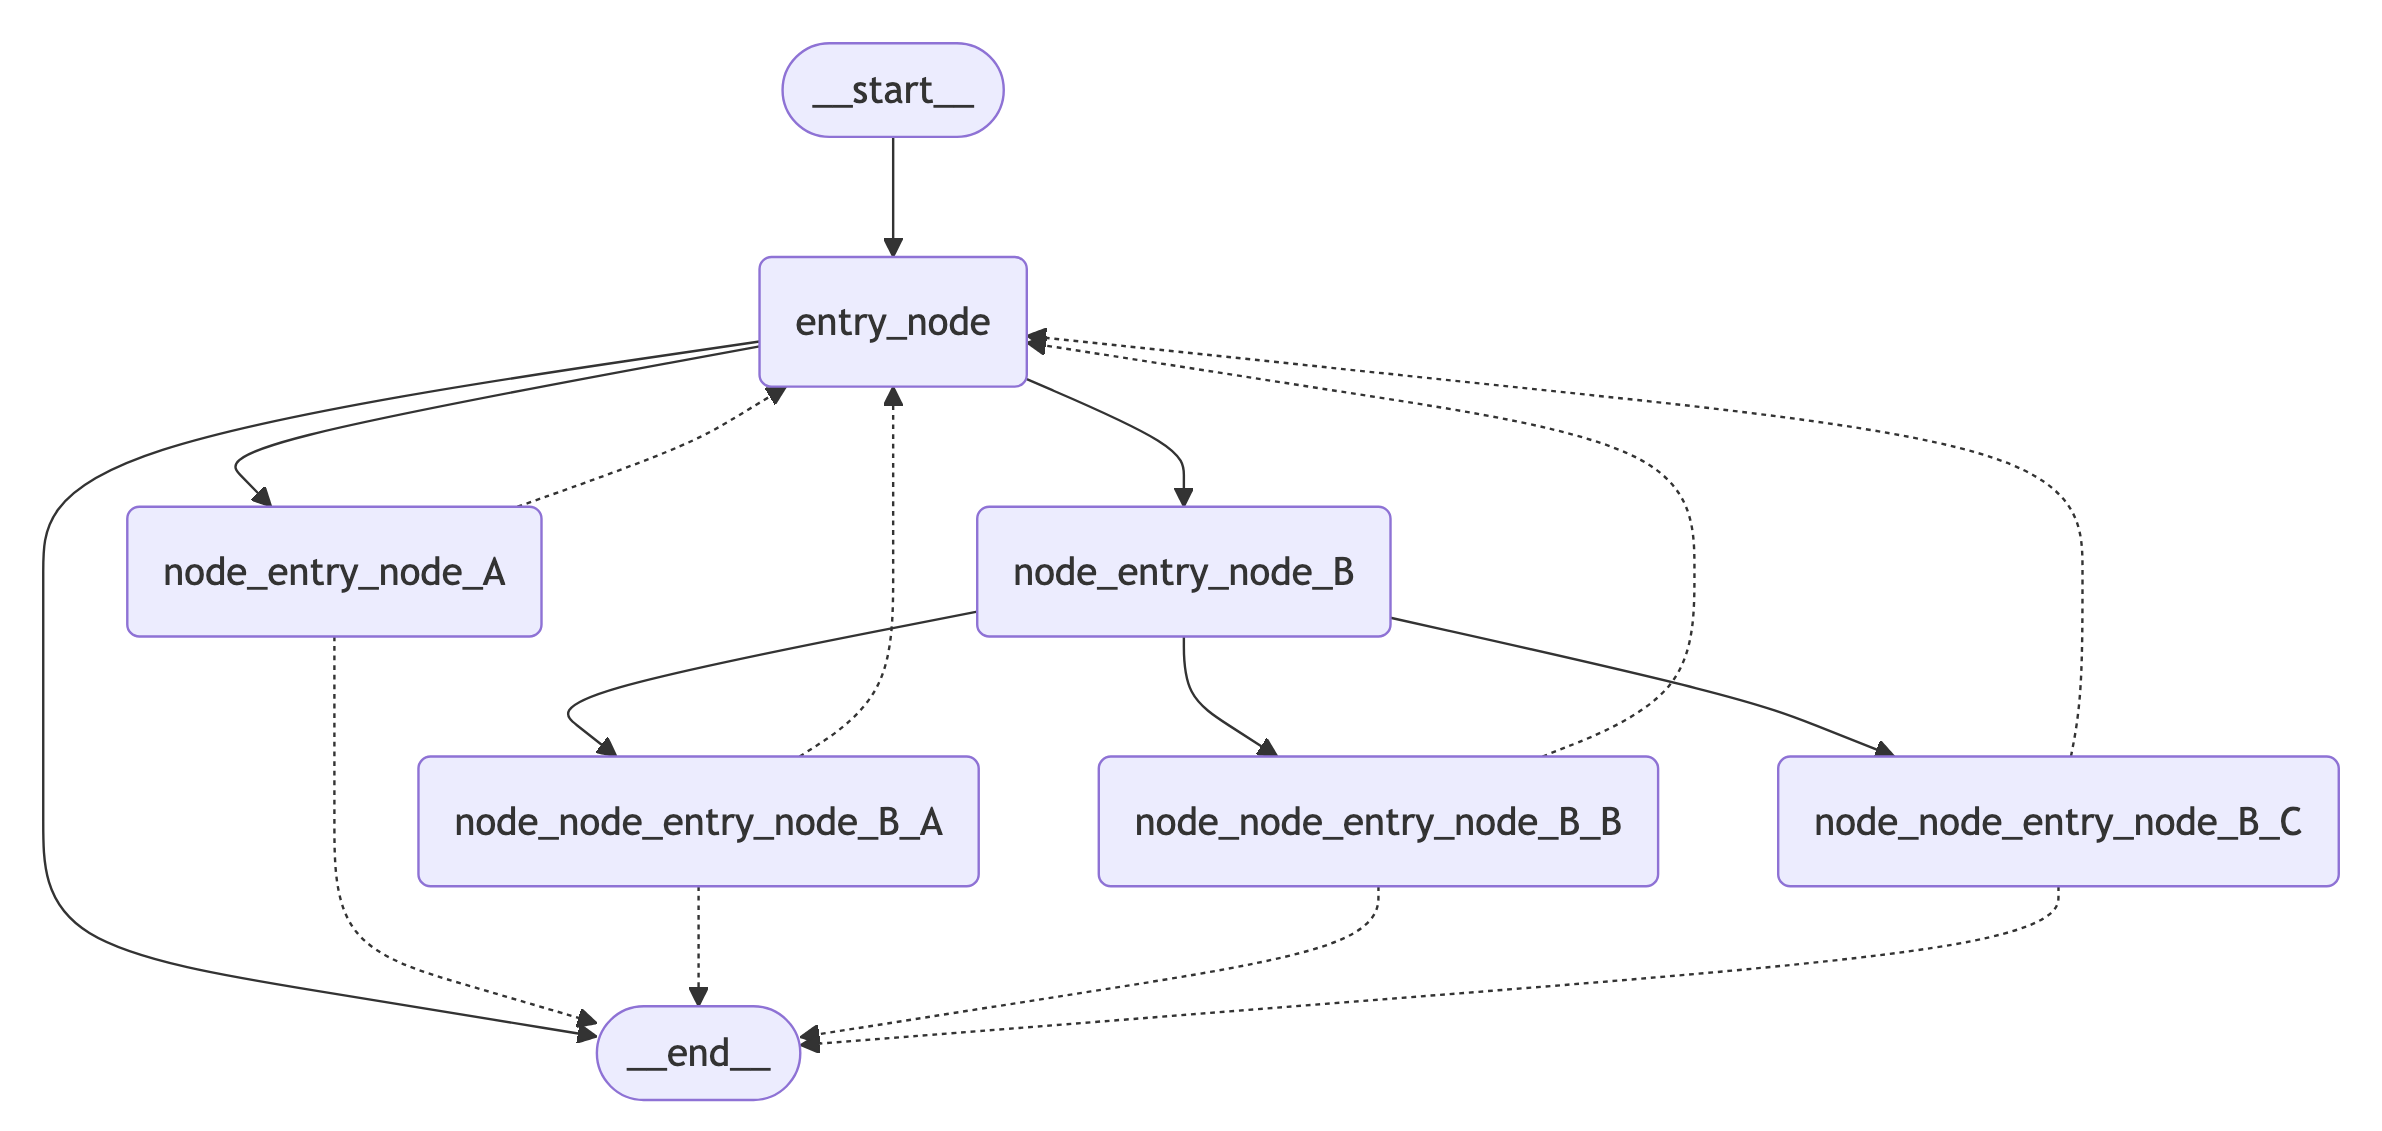 __start__
entry_node
node_entry_node_A
node_entry_node_B
node_node_entry_node_B_A
node_node_entry_node_B_B
node_node_entry_node_B_C
__end__